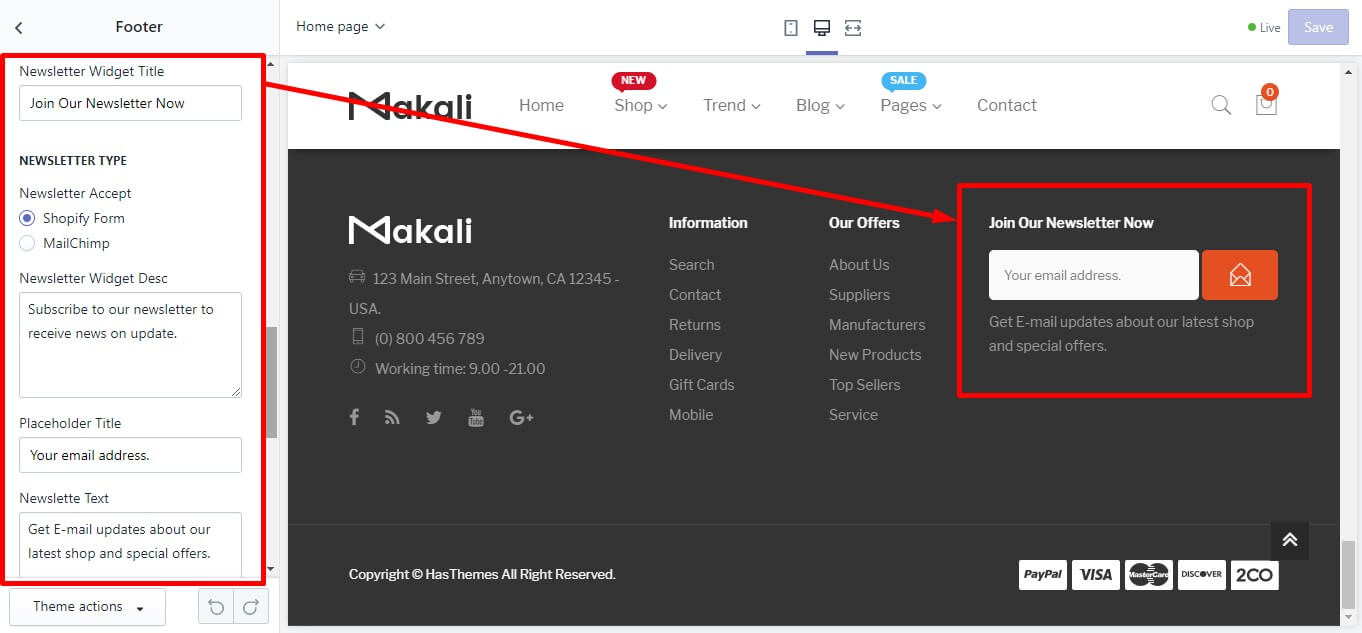 Footer
Home page
Live
Save
Newsletter Widget Title
Join Our Newsletter Now
NEWSLETTER TYPE
Newsletter Accept
Shopify Form
MailChimp
Newsletter Widget Desc
Subscribe to our newsletter to
receive news on update.
Placeholder Title
Your email address.
Newslette Text
Get E-mail updates about our
latest shop and special offers.
Theme actions
NEW
SALE
Makali
Home
Shop
Trend
Blog
Pages
Contact
0
Makali
123 Main Street, Anytown, CA 12345 -
USA.
(0) 800 456 789
Working time: 9.00 -21.00
You
Tube
G+
Information
Search
Contact
Returns
Delivery
Gift Cards
Mobile
Our Offers
About Us
Suppliers
Manufacturers
New Products
Top Sellers
Service
Join Our Newsletter Now
Your email address.
Get E-mail updates about our latest shop
and special offers.
Copyright © HasThemes All Right Reserved.
PayPal
VISA
MasterCard
DISCOVER
2CO